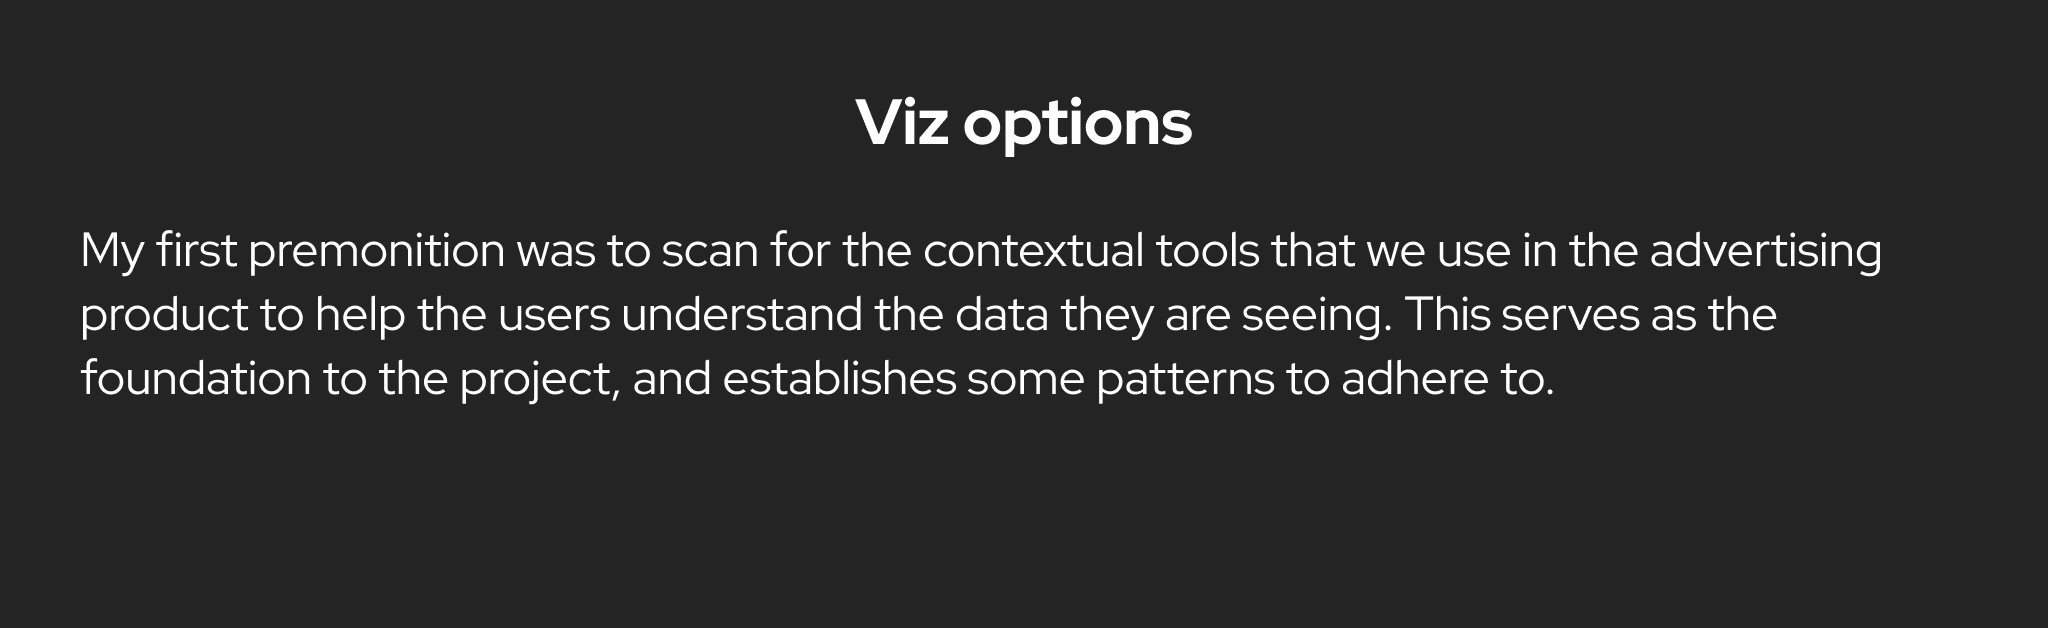 Viz options
My first premonition was to scan for the contextual tools that we use in the advertising
product to help the users understand the data they are seeing. This serves as the
foundation to the project, and establishes some patterns to adhere to.